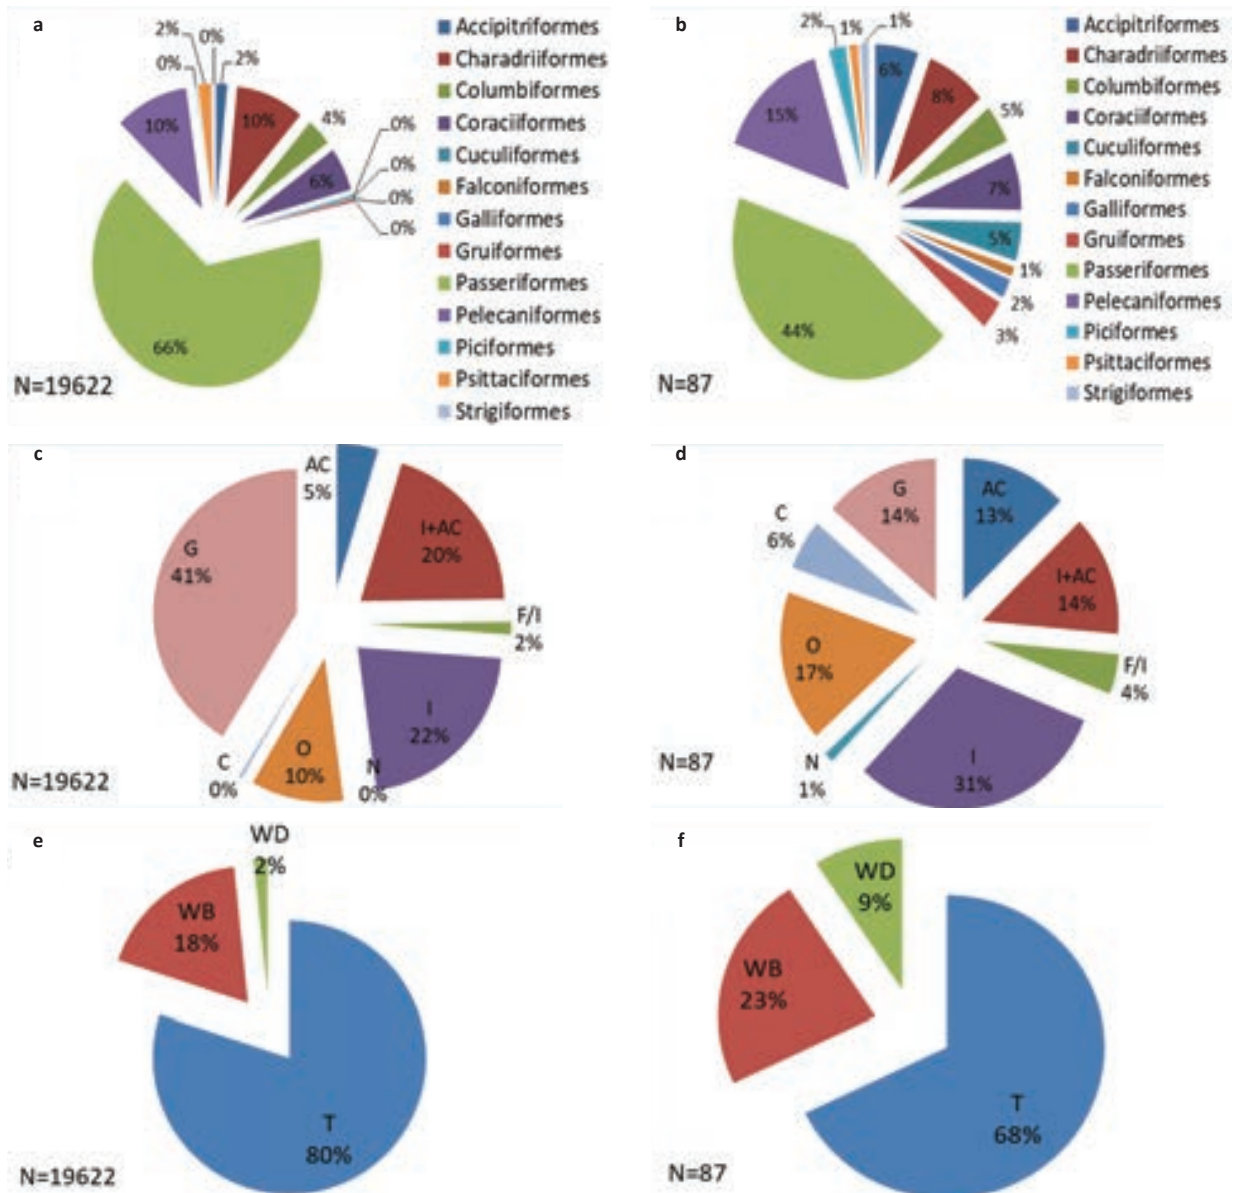 a
2%
0%
0%
2%
10%
10%
4%
6%
0%
0%
0%
0%
66%
N=19622
Accipitriformes
Charadriiformes
Columbiformes
Coraciiformes
Cuculiformes
Falconiformes
Galliformes
Gruiformes
Passeriformes
Pelecaniformes
Piciformes
Psittaciformes
Strigiformes
b
2%
1%
1%
6%
8%
15%
5%
7%
5%
1%
2%
3%
44%
N=87
Accipitriformes
Charadriiformes
Columbiformes
Coraciiformes
Cuculiformes
Falconiformes
Galliformes
Gruiformes
Passeriformes
Pelecaniformes
Piciformes
Psittaciformes
Strigiformes
c
AC
5%
I+AC
20%
G
41%
F/I
2%
I
22%
N
0%
O
10%
C
0%
N=19622
d
G
14%
AC
13%
C
6%
I+AC
14%
O
17%
F/I
4%
N
1%
I
31%
N=87
e
WD
2%
WB
18%
T
80%
N=19622
f
WD
9%
WB
23%
T
68%
N=87